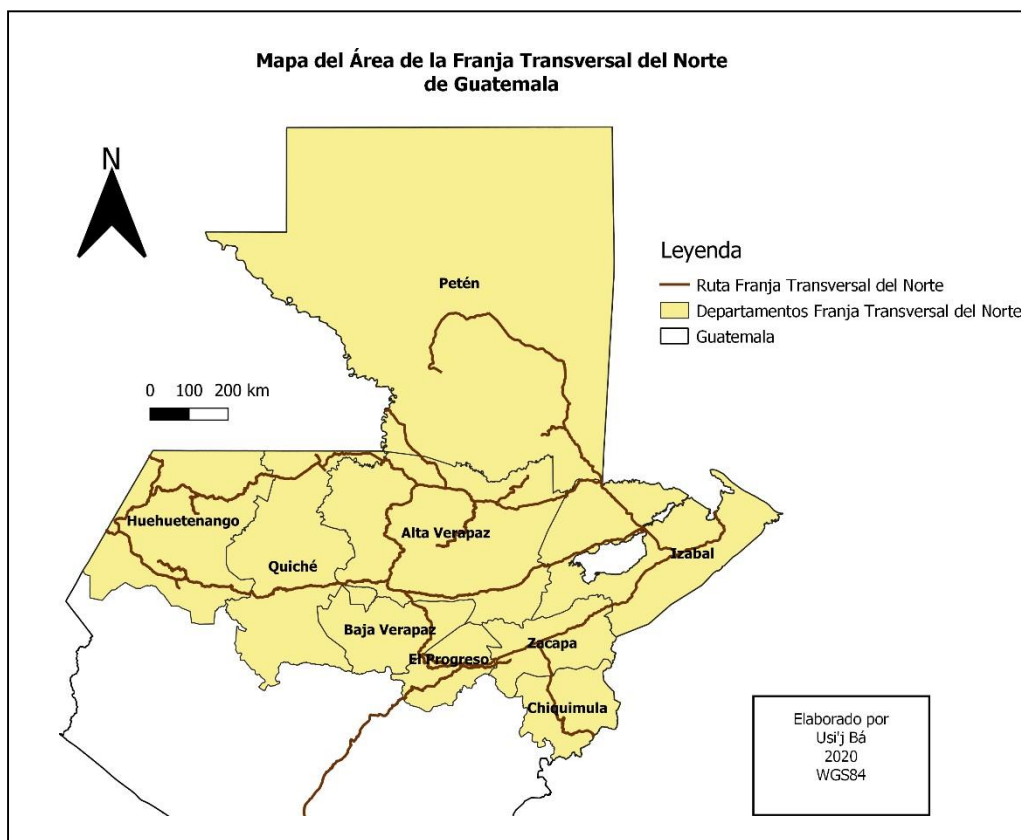 Mapa del Área de la Franja Transversal del Norte
de Guatemala
N
Leyenda
Ruta Franja Transversal del Norte
Departamentos Franja Transversal del Norte
Guatemala
0 100 200 km
Petén
Huehuetenango
Alta Verapaz
Quiché
Izabal
Baja Verapaz
El Progreso
Zacapa
Chiquimula
Elaborado por
Usi'j Bá
2020
WGS84